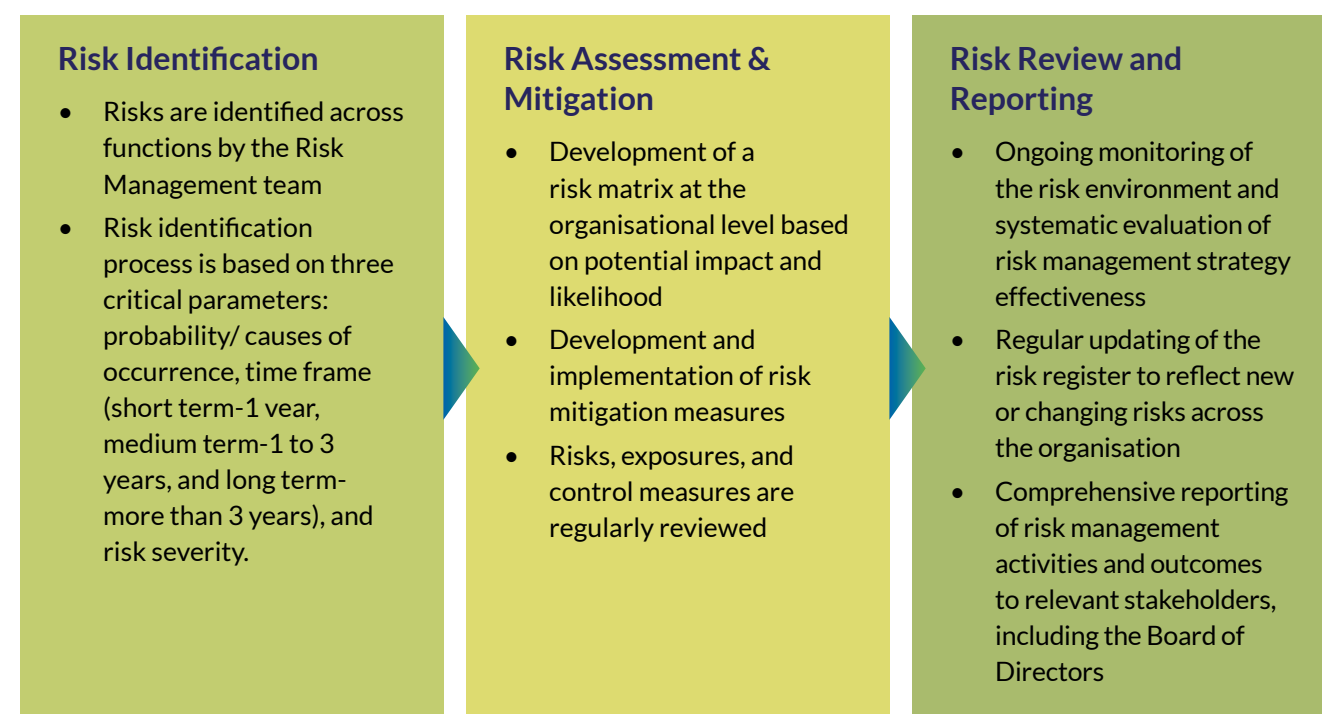 Risk Identification
• Risks are identified across
functions by the Risk
Management team
• Risk identification
process is based on three
critical parameters:
probability/ causes of
occurrence, time frame
(short term-1 vear,
medium term-1 to 3
years, and long term-
more than 3 years), and
risk severity.
Risk Assessment &
Mitigation
• Development of a
risk matrix at the
organisational level based
on potential impact and
likelihood
• Development and
implementation of risk
mitigation measures
• Risks, exposures, and
control measures are
regularly reviewed
Risk Review and
Reporting
• Ongoing monitoring of
the risk environment and
systematic evaluation of
risk management strategy
effectiveness
• Regular updating of the
risk register to reflect new
or changing risks across
the organisation
• Comprehensive reporting
of risk management
activities and outcomes
to relevant stakeholders,
including the Board of
Directors